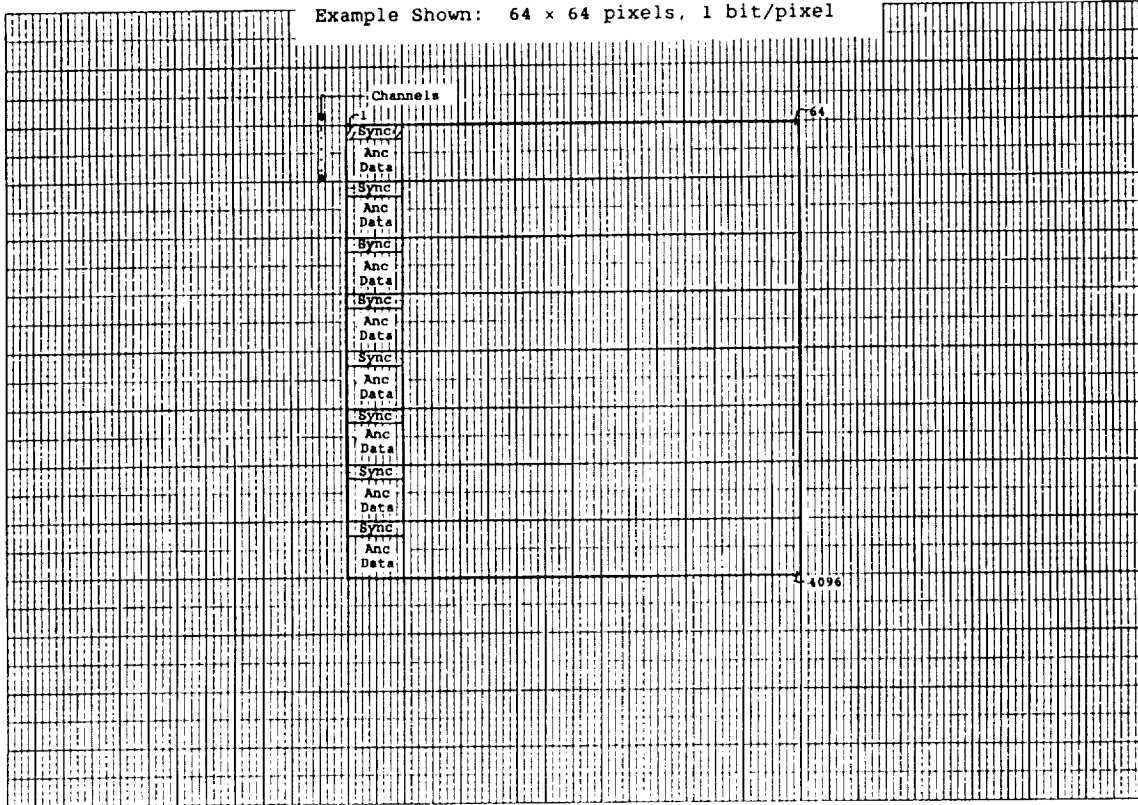 Example Shown: 64 × 64 pixels, 1 bit/pixel
Channels
1
64
Sync
Anc
Data
Sync
Anc
Data
Sync
Anc
Data
Sync
Anc
Data
Sync
Anc
Data
Sync
Anc
Data
Sync
Anc
Data
Sync
Anc
Data
4096